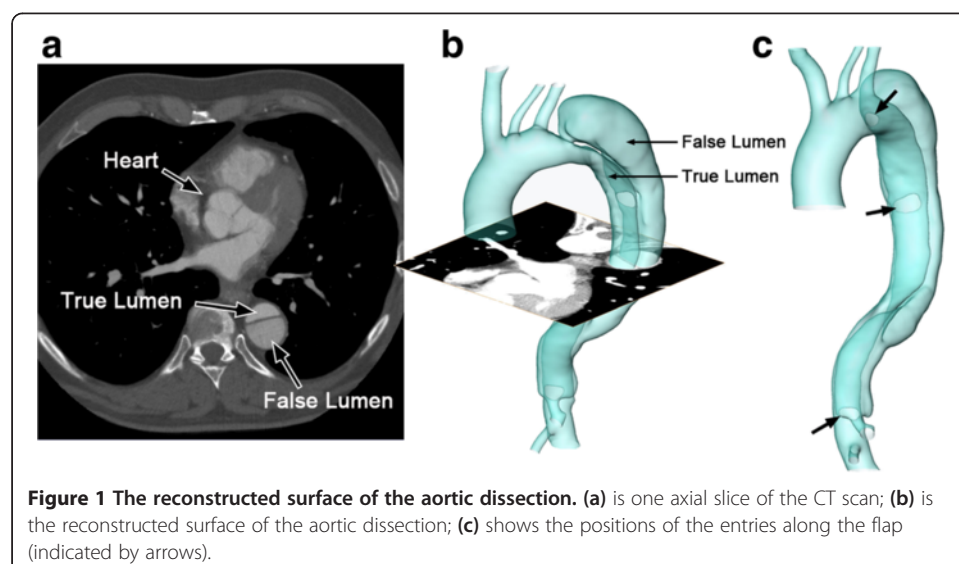 a
b
c
Heart
True Lumen
False Lumen
False Lumen
True Lumen
Figure 1 The reconstructed surface of the aortic dissection. (a) is one axial slice of the CT scan; (b) is
the reconstructed surface of the aortic dissection; (c) shows the positions of the entries along the flap
(indicated by arrows).